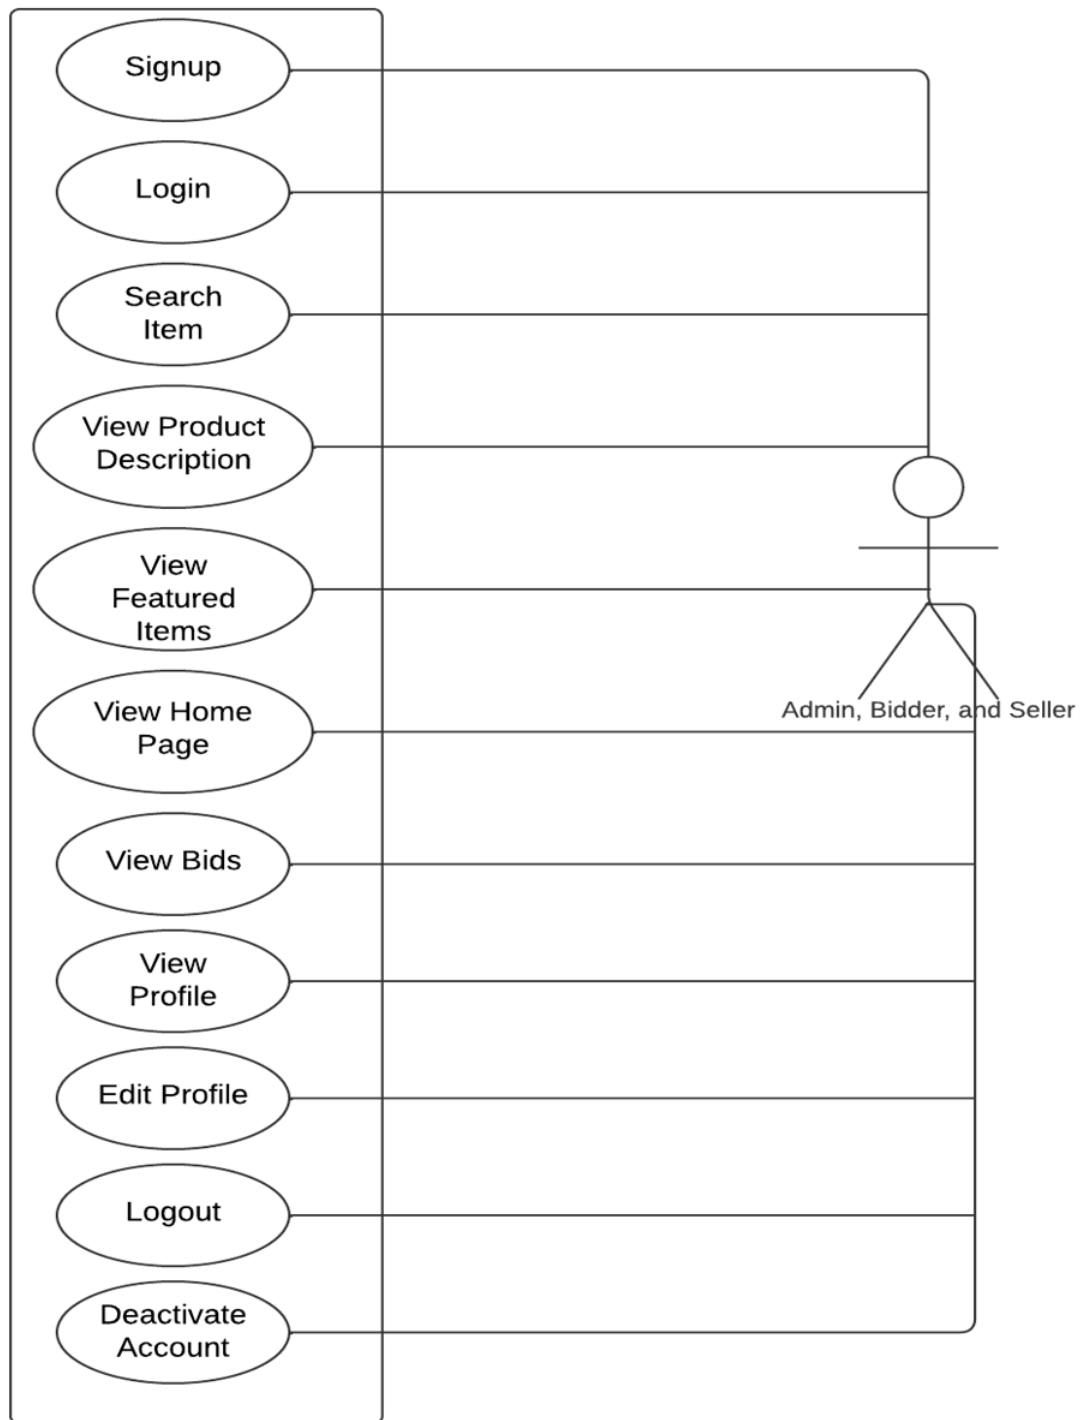 Signup
Login
Search
Item
View Product
Description
View
Featured
Items
View Home
Page
View Bids
View
Profile
Edit Profile
Logout
Deactivate
Account
Admin, Bidder, and Seller